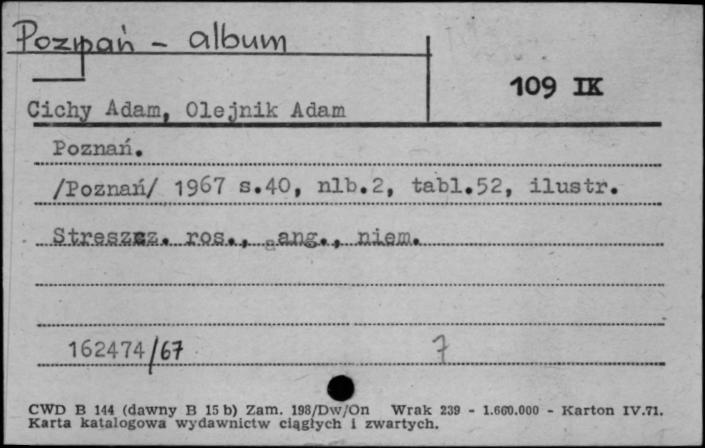 Poznań - album
109 IK
Cichy Adam, Olejnik Adam
Poznań.
/Poznań/ 1967 s.40, nlb.2, tabl.52, ilustr.
Streszcz. ros., ang., niem.
162474/67 7
CWD B 144 (dawny B 15 b) Zam. 198/Dw/On Wrak 239 - 1.660.000 - Karton IV.71.
Karta katalogowa wydawnictw ciągłych i zwartych.